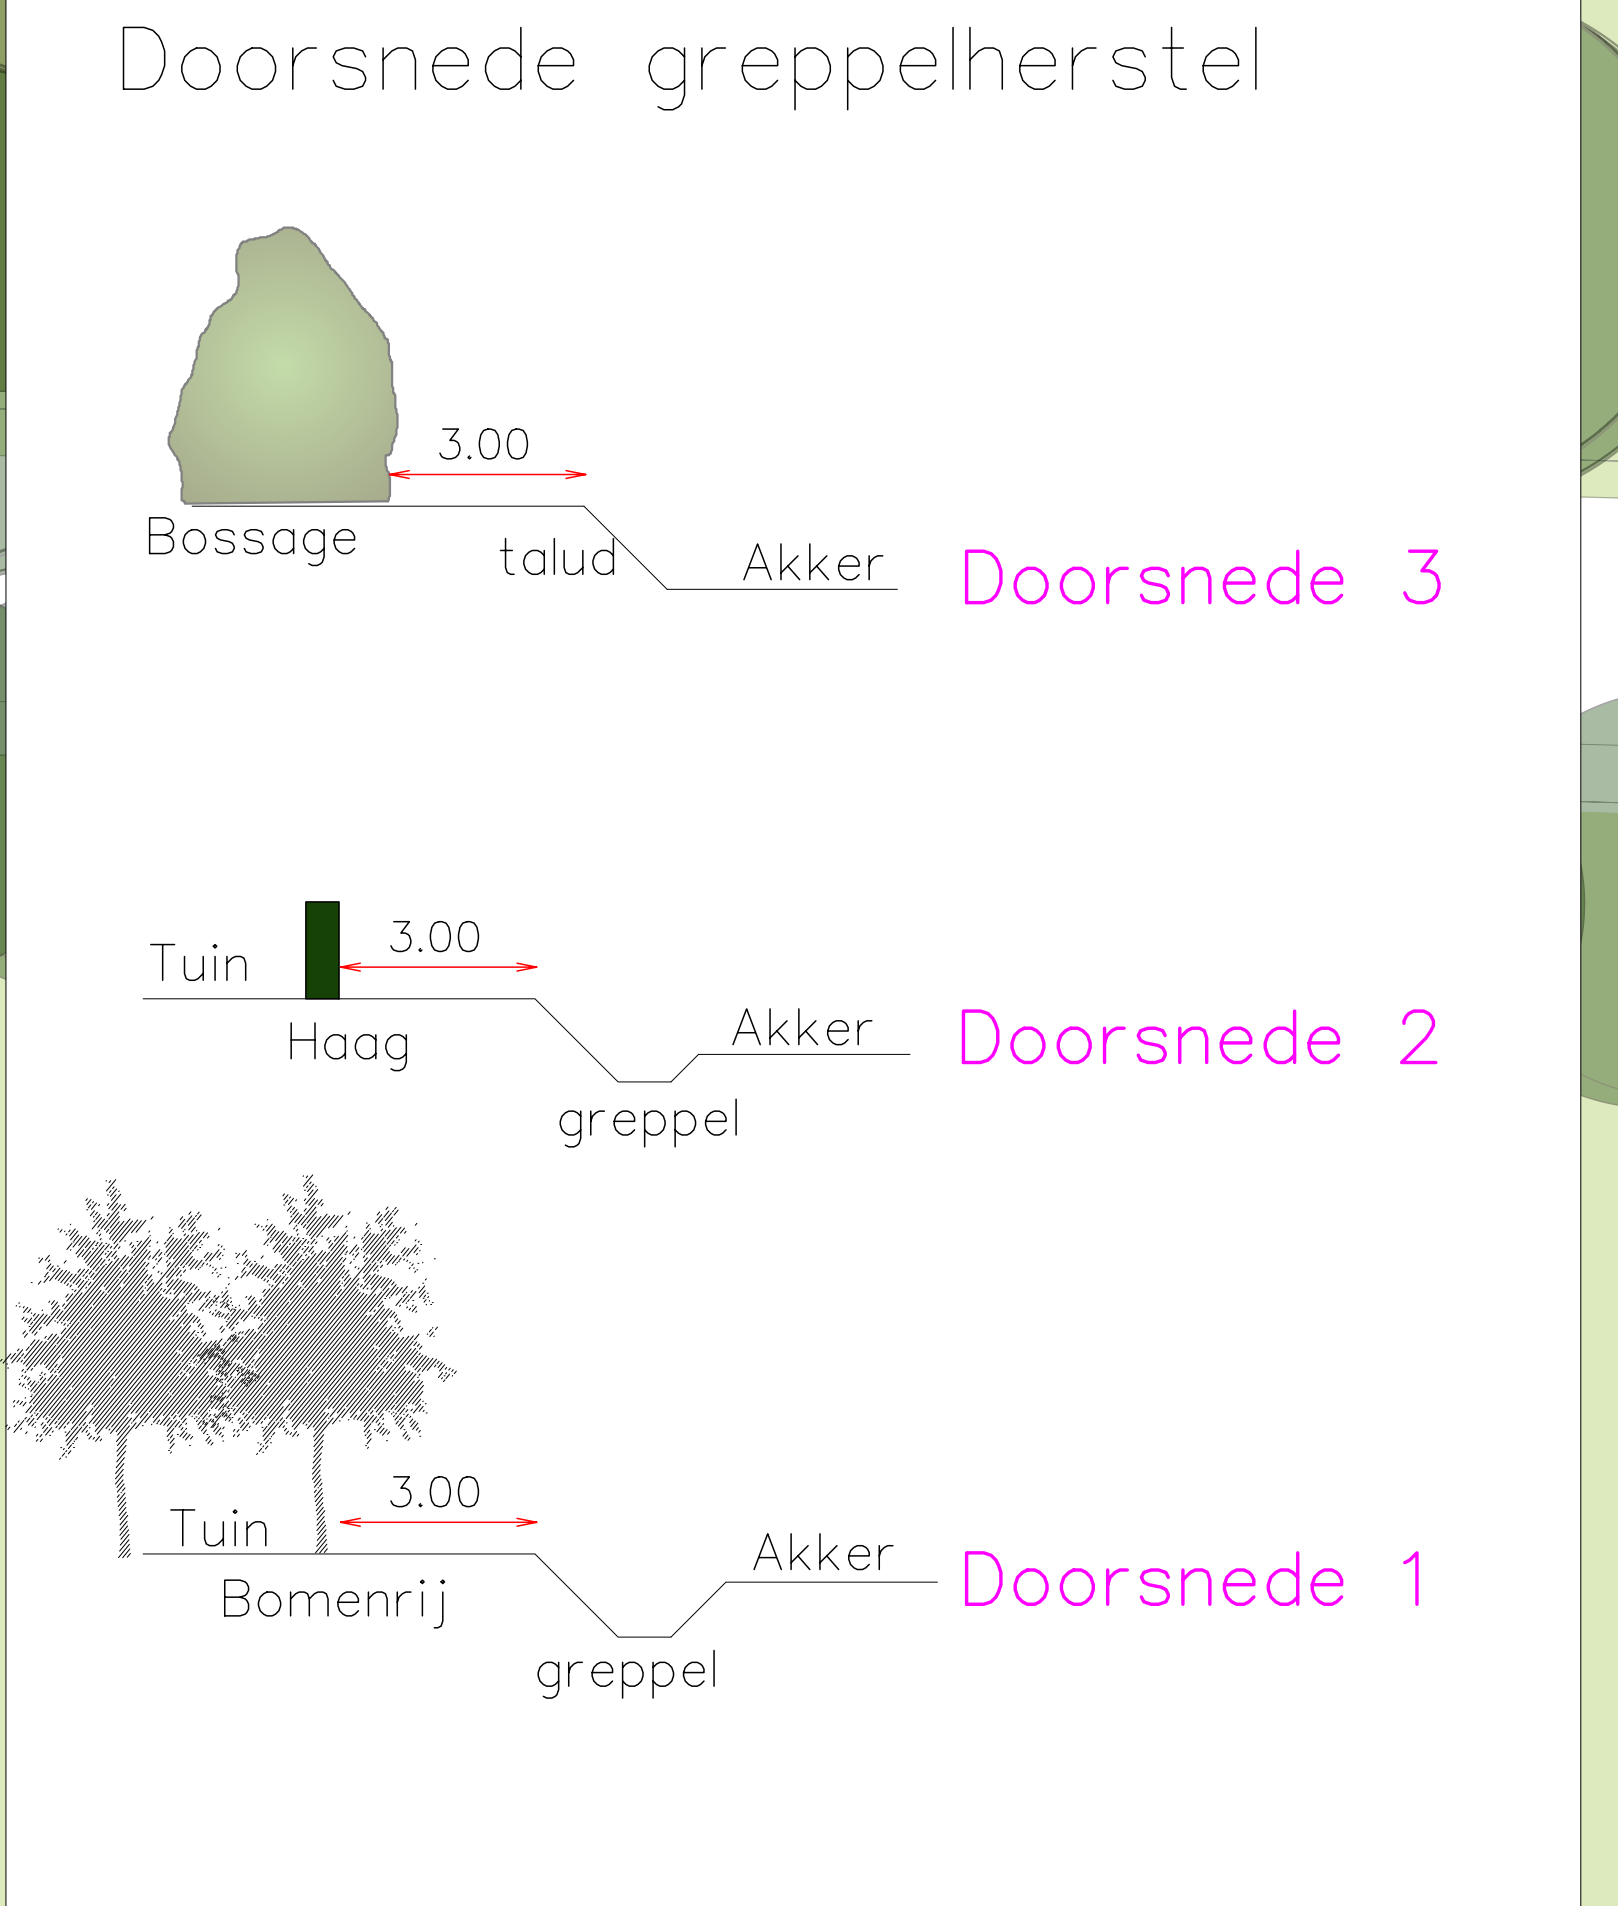 Doorsnede greppelherstel
3.00
Bossage
talud
Akker
Doorsnede 3
3.00
Tuin
Haag
Akker
Doorsnede 2
greppel
3.00
Tuin
Akker
Bomenrij
Doorsnede 1
greppel